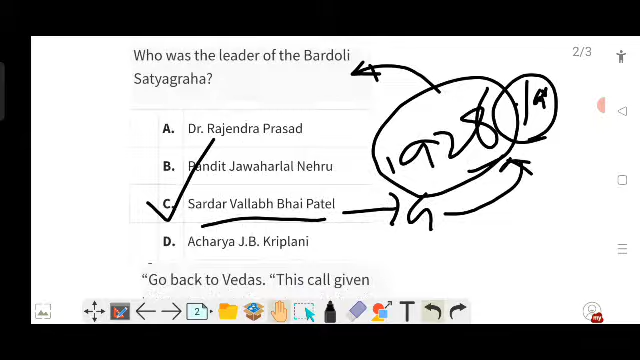 Who was the leader of the Bardoli
2/3
Satyagraha?
A. Dr. Rajendra Prasad
B. Pandit Jawaharlal Nehru
1928
C. Sardar Vallabh Bhai Patel
D. Acharya J.B. Kriplani
“Go back to Vedas. “This call given
2
T
my